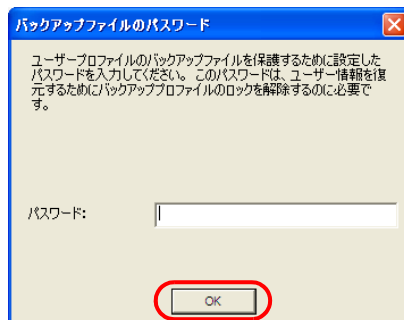 バックアップファイルのパスワード
ユーザープロファイルのバックアップファイルを保護するために設定した
パスワードを入力してください。 このパスワードは、ユーザー情報を復
元するためにバックアッププロファイルのロックを解除するのに必要で
す。
パスワード:
OK